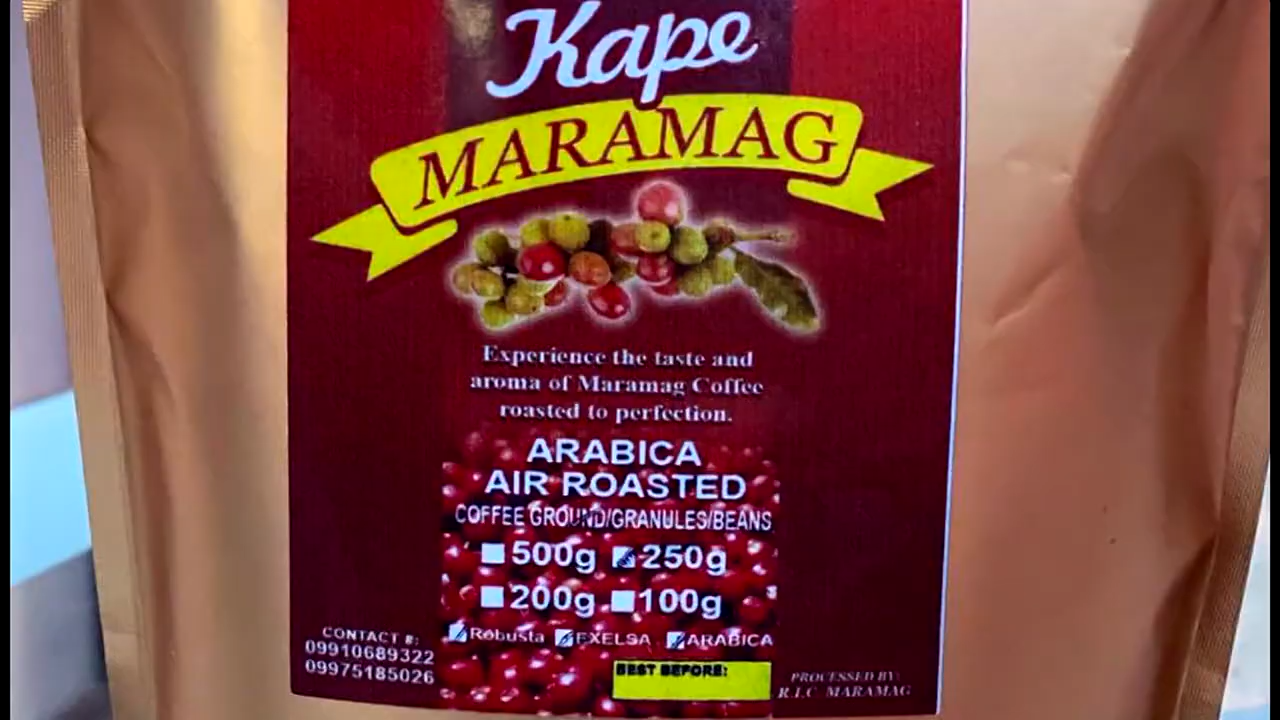 Kape
MARAMAG
Experience the taste and
aroma of Maramag Coffee
roasted to perfection.
ARABICA
AIR ROASTED
COFFEE GROUND/GRANULES/BEANS
500g 250g
200g 100g
Robusta EXELSA ARABICA
CONTACT #:
09910689322
09975185026
BEST BEFORE:
PROCESSED BY:
R.I.C. MARAMAG